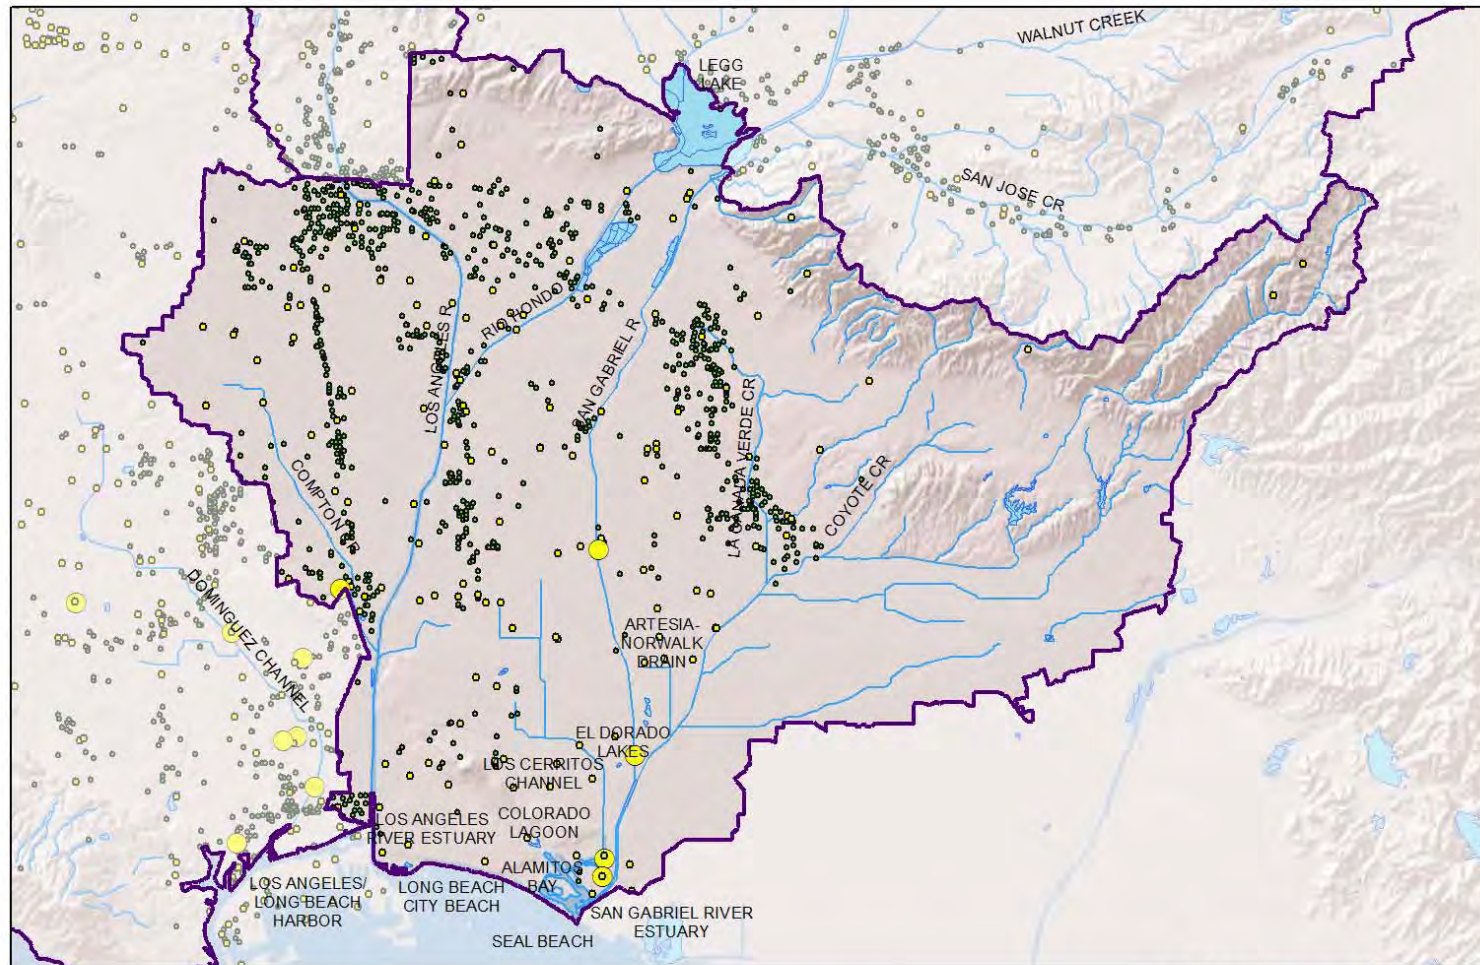 WALNUT CREEK
LEGG
LAKE
SAN JOSE CR
RIO HONDO
LOS ANGELES R
SAN GABRIEL R
LA CANADA VERDE CR
COYOTE CR
COMPTON
DOMINGUEZ CHANNEL
ARTESIA-
NORWALK
DRAIN
EL DORADO
LAKES
LOS CERRITOS
CHANNEL
LOS ANGELES
RIVER ESTUARY
COLORADO
LAGOON
ALAMITOS
BAY
LOS ANGELES/
LONG BEACH
HARBOR
LONG BEACH
CITY BEACH
SAN GABRIEL RIVER
ESTUARY
SEAL BEACH